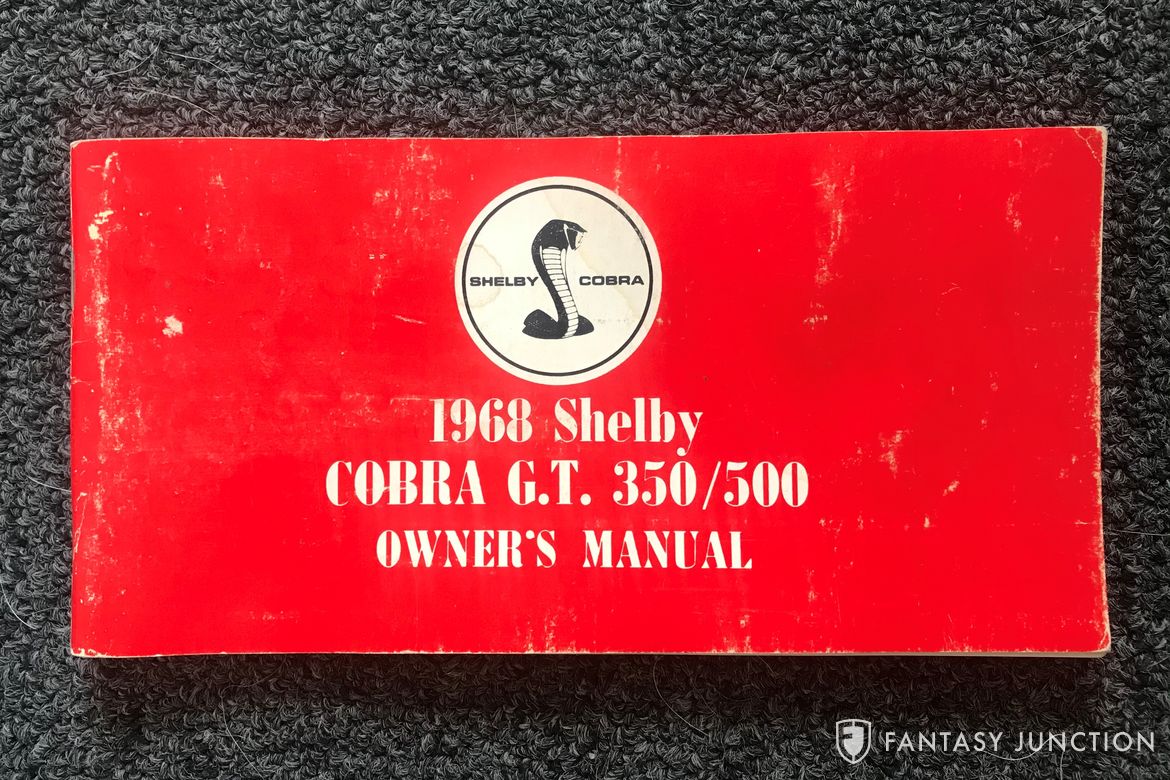 SHELBY COBRA
1968 Shelby
COBRA G.T. 350/500
OWNER'S MANUAL
FANTASY JUNCTION